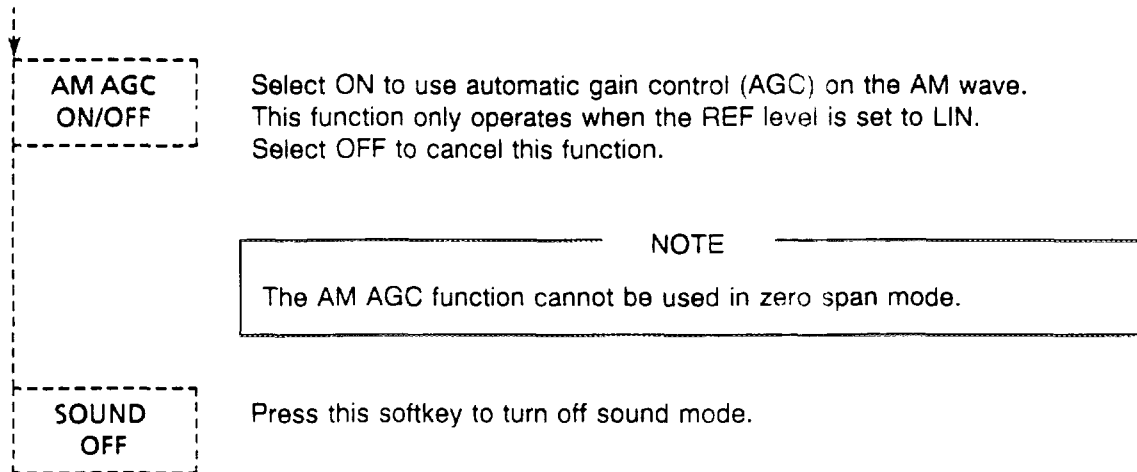 AM AGC
ON/OFF
Select ON to use automatic gain control (AGC) on the AM wave.
This function only operates when the REF level is set to LIN.
Select OFF to cancel this function.
NOTE
The AM AGC function cannot be used in zero span mode.
SOUND
OFF
Press this softkey to turn off sound mode.